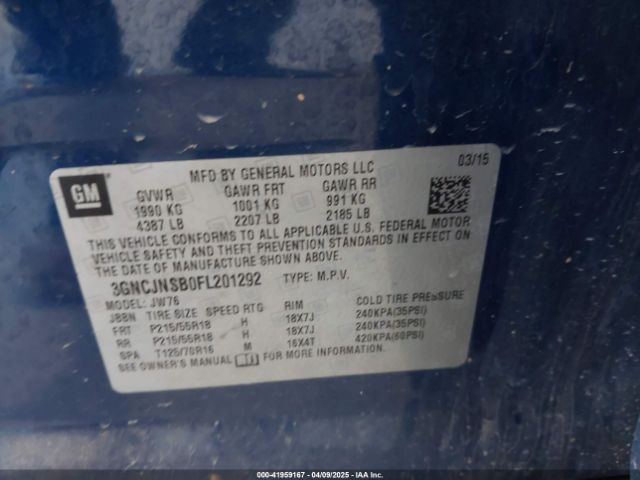 GM
MFD BY GENERAL MOTORS LLC
03/15
GVWR GAWR FRT GAWR RR
1990 KG 1001 KG 991 KG
4387 LB 2207 LB 2185 LB
THIS VEHICLE CONFORMS TO ALL APPLICABLE U.S. FEDERAL MOTOR
VEHICLE SAFETY AND THEFT PREVENTION STANDARDS IN EFFECT ON
THE DATE OF MANUFACTURE SHOWN ABOVE.
3GNCJNSB0FL201292 TYPE: M.P.V.
MODEL: JW76
JBBN TIRE SIZE SPEED RTG RIM COLD TIRE PRESSURE
FRT P215/55R18 H 18X7J 240KPA(35PSI)
RR P215/55R18 H 18X7J 240KPA(35PSI)
SPA T125/70R16 M 16X4T 420KPA(60PSI)
SEE OWNER'S MANUAL FOR ADDITIONAL INFORMATION.
000-41959167 - 04/09/2025 - IAA Inc.